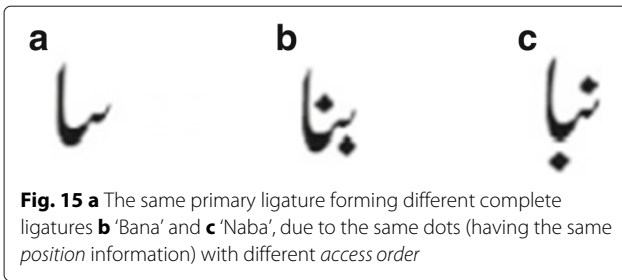 a b c
ٮٮا بنا نبا
Fig. 15 a The same primary ligature forming different complete
ligatures b ‘Bana’ and c ‘Naba’, due to the same dots (having the same
position information) with different access order